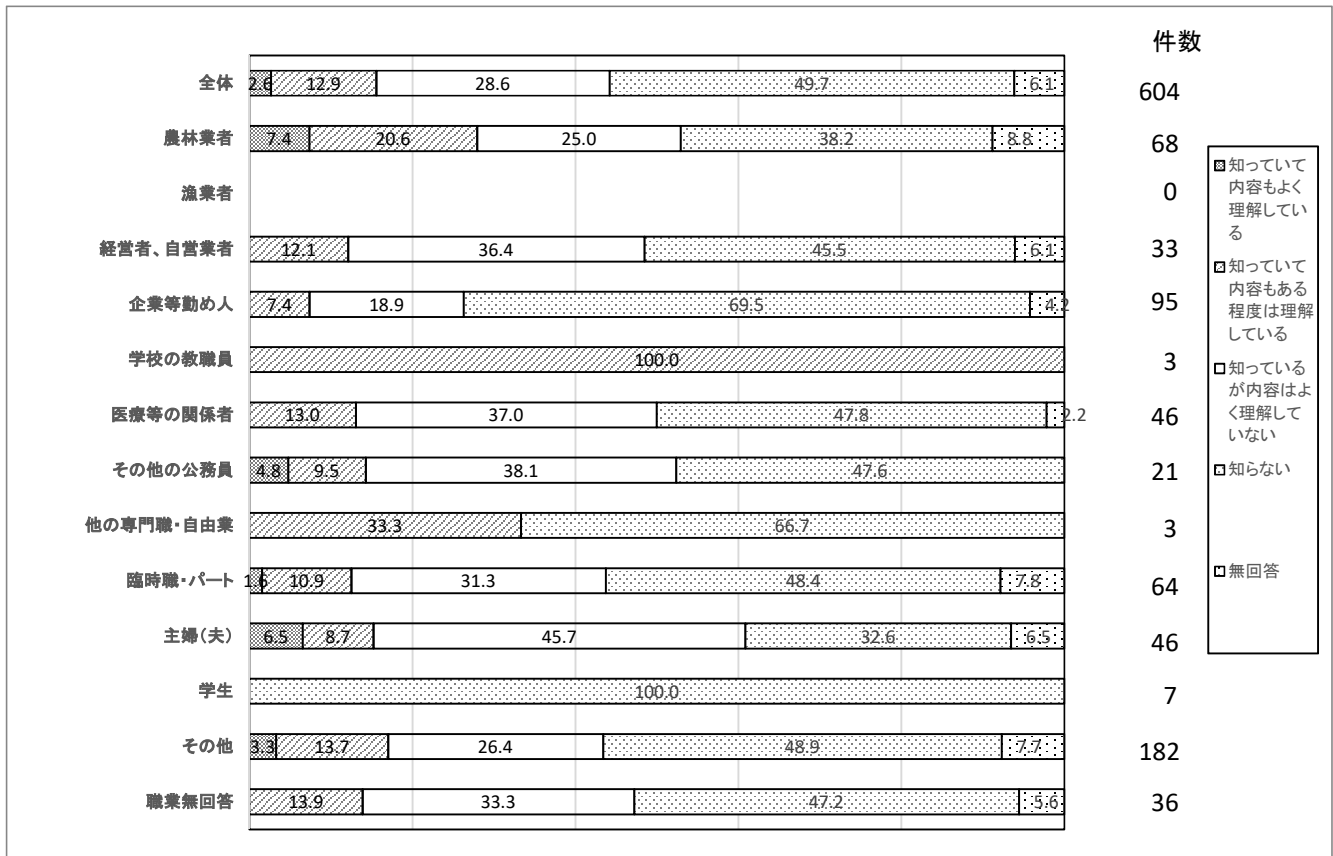 件数
全体 2.6 12.9 28.6 49.7 6.1 604
農林業者 7.4 20.6 25.0 38.2 8.8 68
漁業者 0
経営者、自営業者 12.1 36.4 45.5 6.1 33
企業等勤め人 7.4 18.9 69.5 4.2 95
学校の教職員 100.0 3
医療等の関係者 13.0 37.0 47.8 2.2 46
その他の公務員 4.8 9.5 38.1 47.6 21
他の専門職・自由業 33.3 66.7 3
臨時職・パート 1.6 10.9 31.3 48.4 7.8 64
主婦(夫) 6.5 8.7 45.7 32.6 6.5 46
学生 100.0 7
その他 3.3 13.7 26.4 48.9 7.7 182
職業無回答 13.9 33.3 47.2 5.6 36
知っていて
内容もよく
理解してい
る
知っていて
内容もある
程度は理解
している
知っている
が内容はよ
く理解して
いない
知らない
無回答